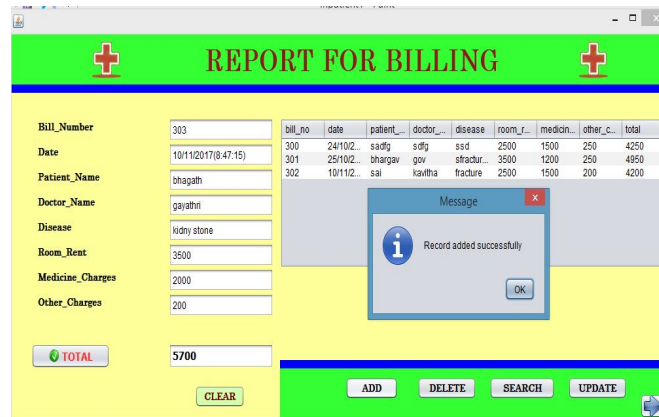 REPORT FOR BILLING
Bill_Number 303
Date 10/11/2017(8:47:15)
Patient_Name bhagath
Doctor_Name gayathri
Disease kidny stone
Room_Rent 3500
Medicine_Charges 2000
Other_Charges 200
TOTAL 5700
CLEAR
bill_no date patient_... doctor_... disease room_r... medicin... other_c... total
300 24/10/2... sadfg sdfg ssd 2500 1500 250 4250
301 25/10/2... bhargav gov sfractur... 3500 1200 250 4950
302 10/11/2... sai kavitha fracture 2500 1500 200 4200
Message
Record added successfully
OK
ADD DELETE SEARCH UPDATE